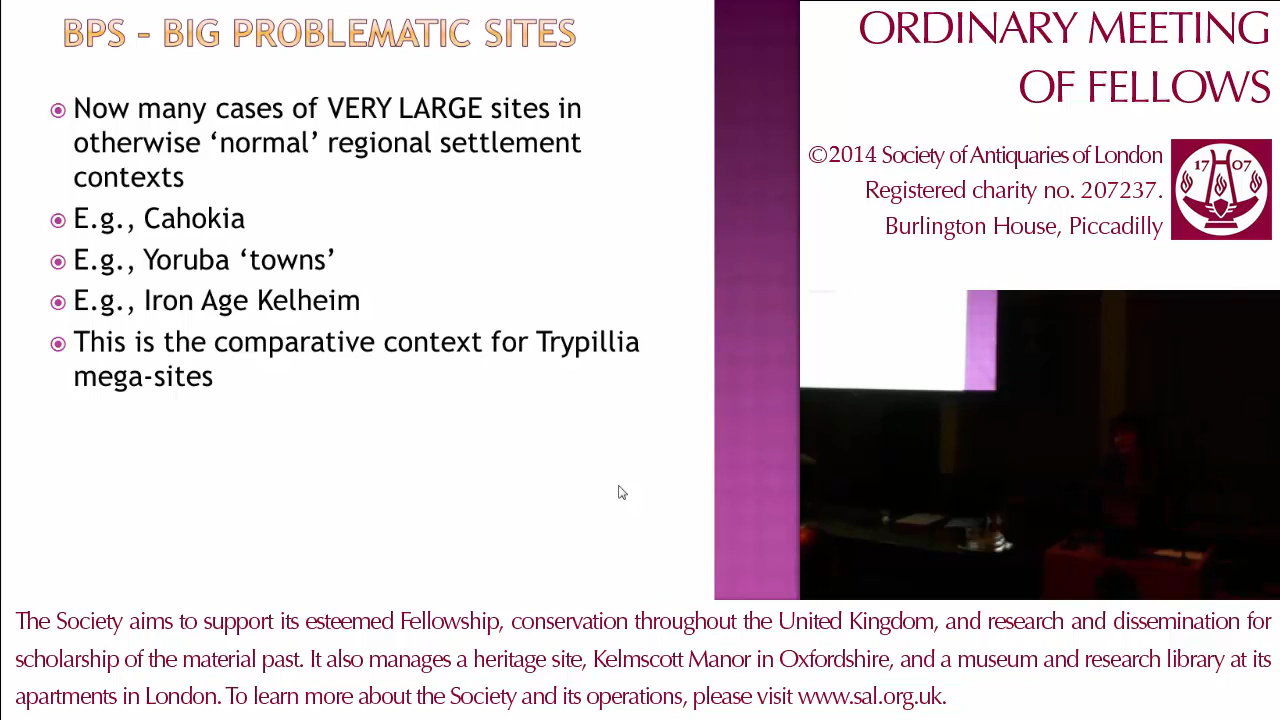 BPS – BIG PROBLEMATIC SITES
Now many cases of VERY LARGE sites in
otherwise ‘normal’ regional settlement
contexts
E.g., Cahokia
E.g., Yoruba ‘towns’
E.g., Iron Age Kelheim
This is the comparative context for Trypillia
mega-sites
ORDINARY MEETING
OF FELLOWS
©2014 Society of Antiquaries of London
Registered charity no. 207237.
Burlington House, Piccadilly
17 07
The Society aims to support its esteemed Fellowship, conservation throughout the United Kingdom, and research and dissemination for
scholarship of the material past. It also manages a heritage site, Kelmscott Manor in Oxfordshire, and a museum and research library at its
apartments in London. To learn more about the Society and its operations, please visit www.sal.org.uk.